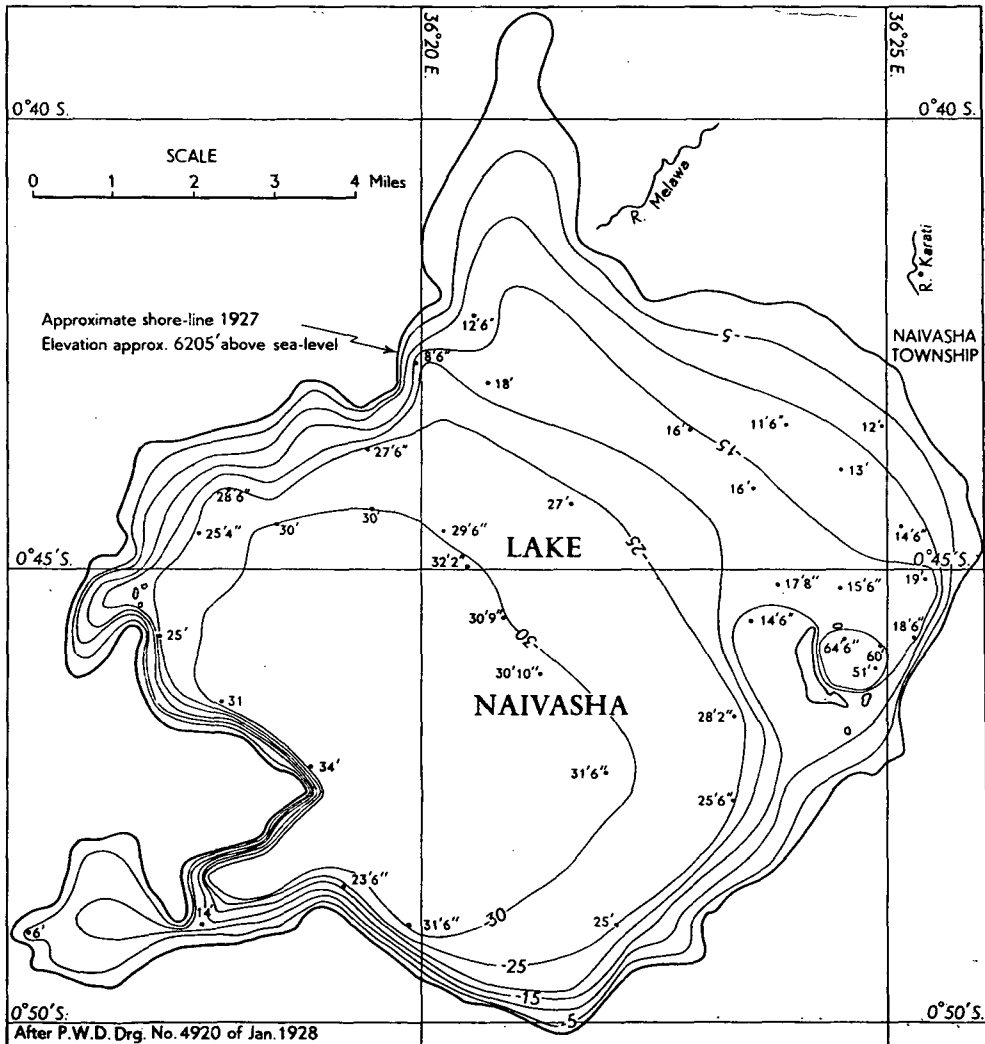 36°20 E.
36°25 E.
0°40 S.
0°40 S.
SCALE
0 1 2 3 4 Miles
R. Melawa
R. Karati
Approximate shore-line 1927
Elevation approx. 6205' above sea-level
NAIVASHA
TOWNSHIP
-5
12'6"
8'6"
18'
16'
11'6"
12'
-15
13'
27'6"
16'
28'6"
25'4"
30'
30'
29'6"
27'
-25
14'6"
LAKE
32'2"
0°45'S.
0°45'S.
17'8"
15'6"
19'
30'9"
-30
14'6"
18'6"
25'
64'6"
60'
51'
30'10"
31
NAIVASHA
28'2"
34'
31'6"
25'6"
23'6"
14'
6'
31'6"
-30
25'
-25
-15
-5
0°50'S.
0°50'S.
After P.W.D. Drg. No. 4920 of Jan. 1928